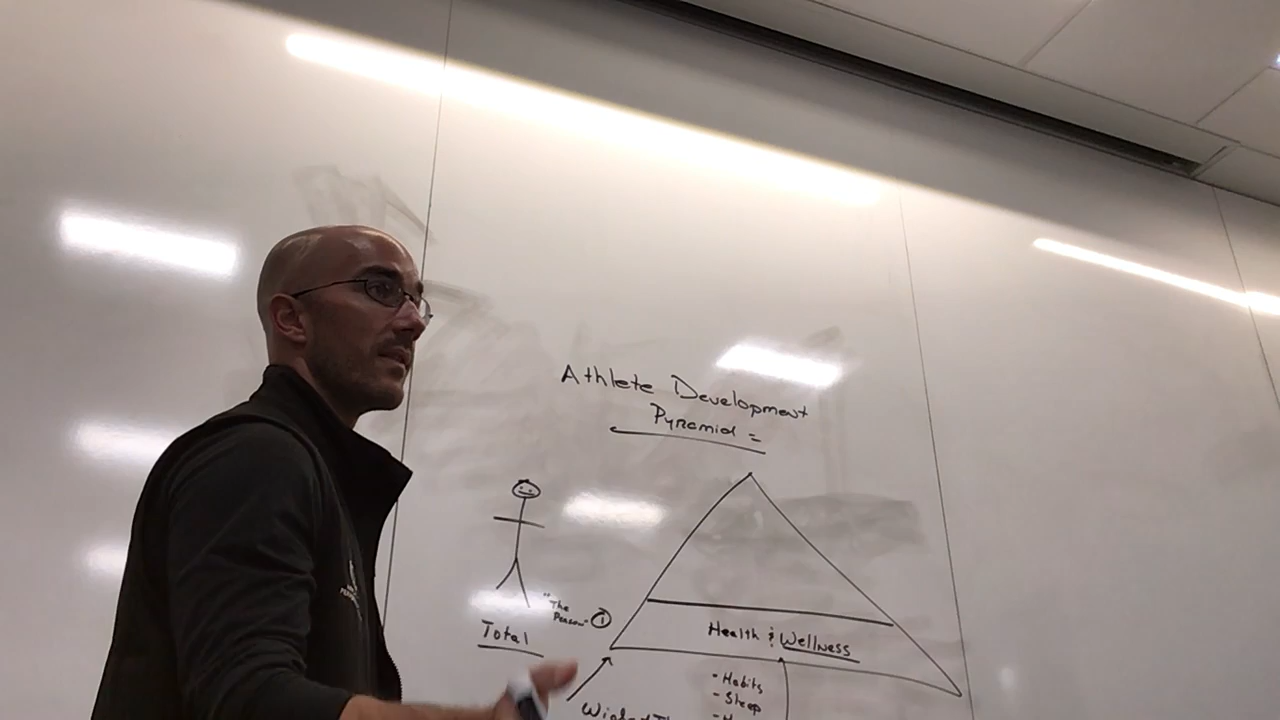 Athlete Development
Pyramid =
"The
Person" ①
Total
Health & Wellness
- Habits
- Sleep